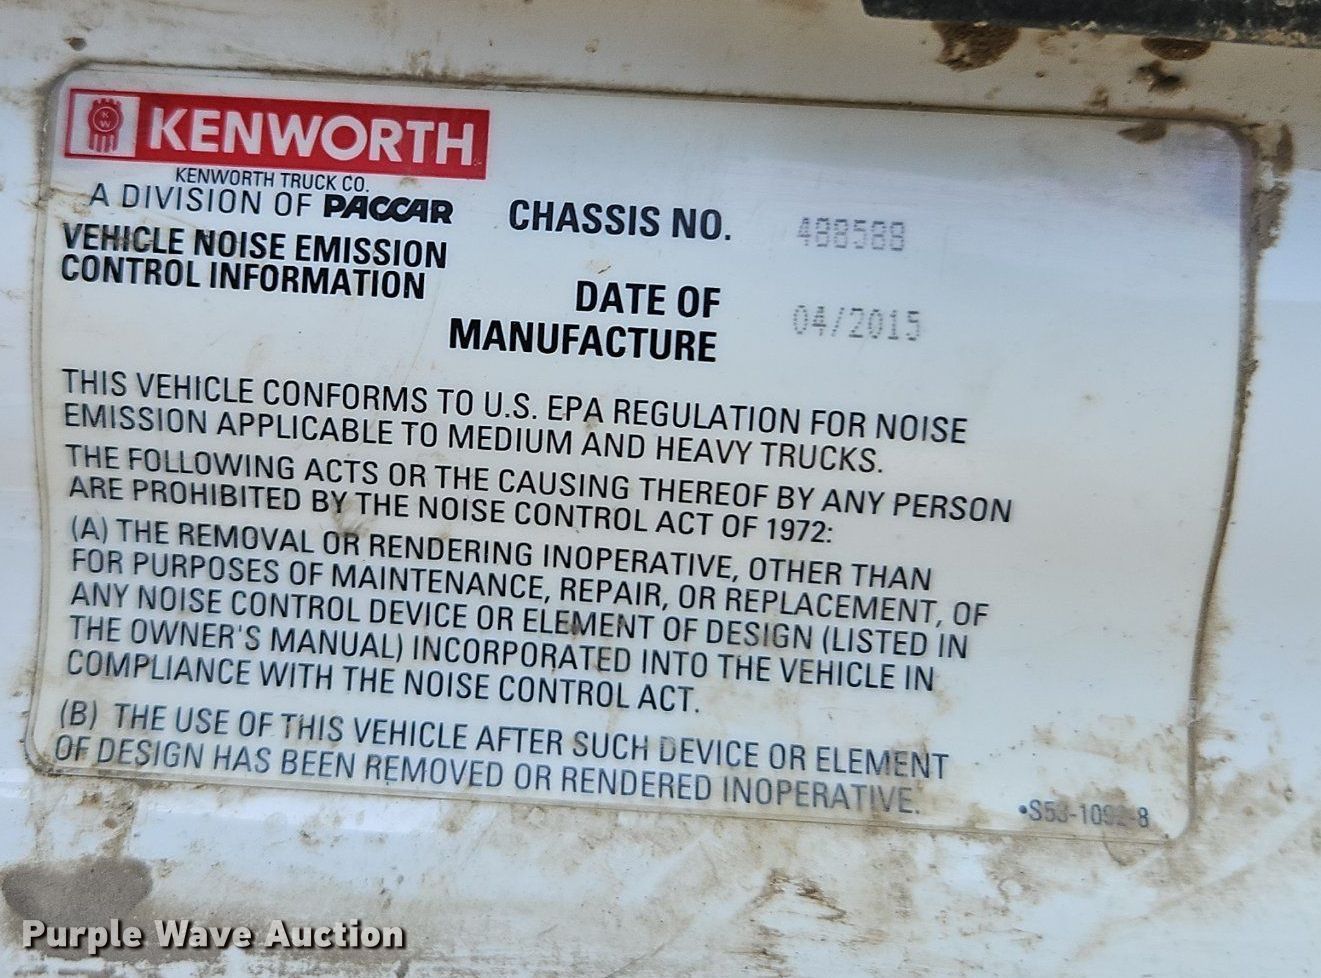 KENWORTH
KENWORTH TRUCK CO.
A DIVISION OF PACCAR
VEHICLE NOISE EMISSION
CONTROL INFORMATION
CHASSIS NO. 488588
DATE OF
MANUFACTURE 04/2015
THIS VEHICLE CONFORMS TO U.S. EPA REGULATION FOR NOISE
EMISSION APPLICABLE TO MEDIUM AND HEAVY TRUCKS.
THE FOLLOWING ACTS OR THE CAUSING THEREOF BY ANY PERSON
ARE PROHIBITED BY THE NOISE CONTROL ACT OF 1972:
(A) THE REMOVAL OR RENDERING INOPERATIVE, OTHER THAN
FOR PURPOSES OF MAINTENANCE, REPAIR, OR REPLACEMENT, OF
ANY NOISE CONTROL DEVICE OR ELEMENT OF DESIGN (LISTED IN
THE OWNER'S MANUAL) INCORPORATED INTO THE VEHICLE IN
COMPLIANCE WITH THE NOISE CONTROL ACT.
(B) THE USE OF THIS VEHICLE AFTER SUCH DEVICE OR ELEMENT
OF DESIGN HAS BEEN REMOVED OR RENDERED INOPERATIVE.
Purple Wave Auction